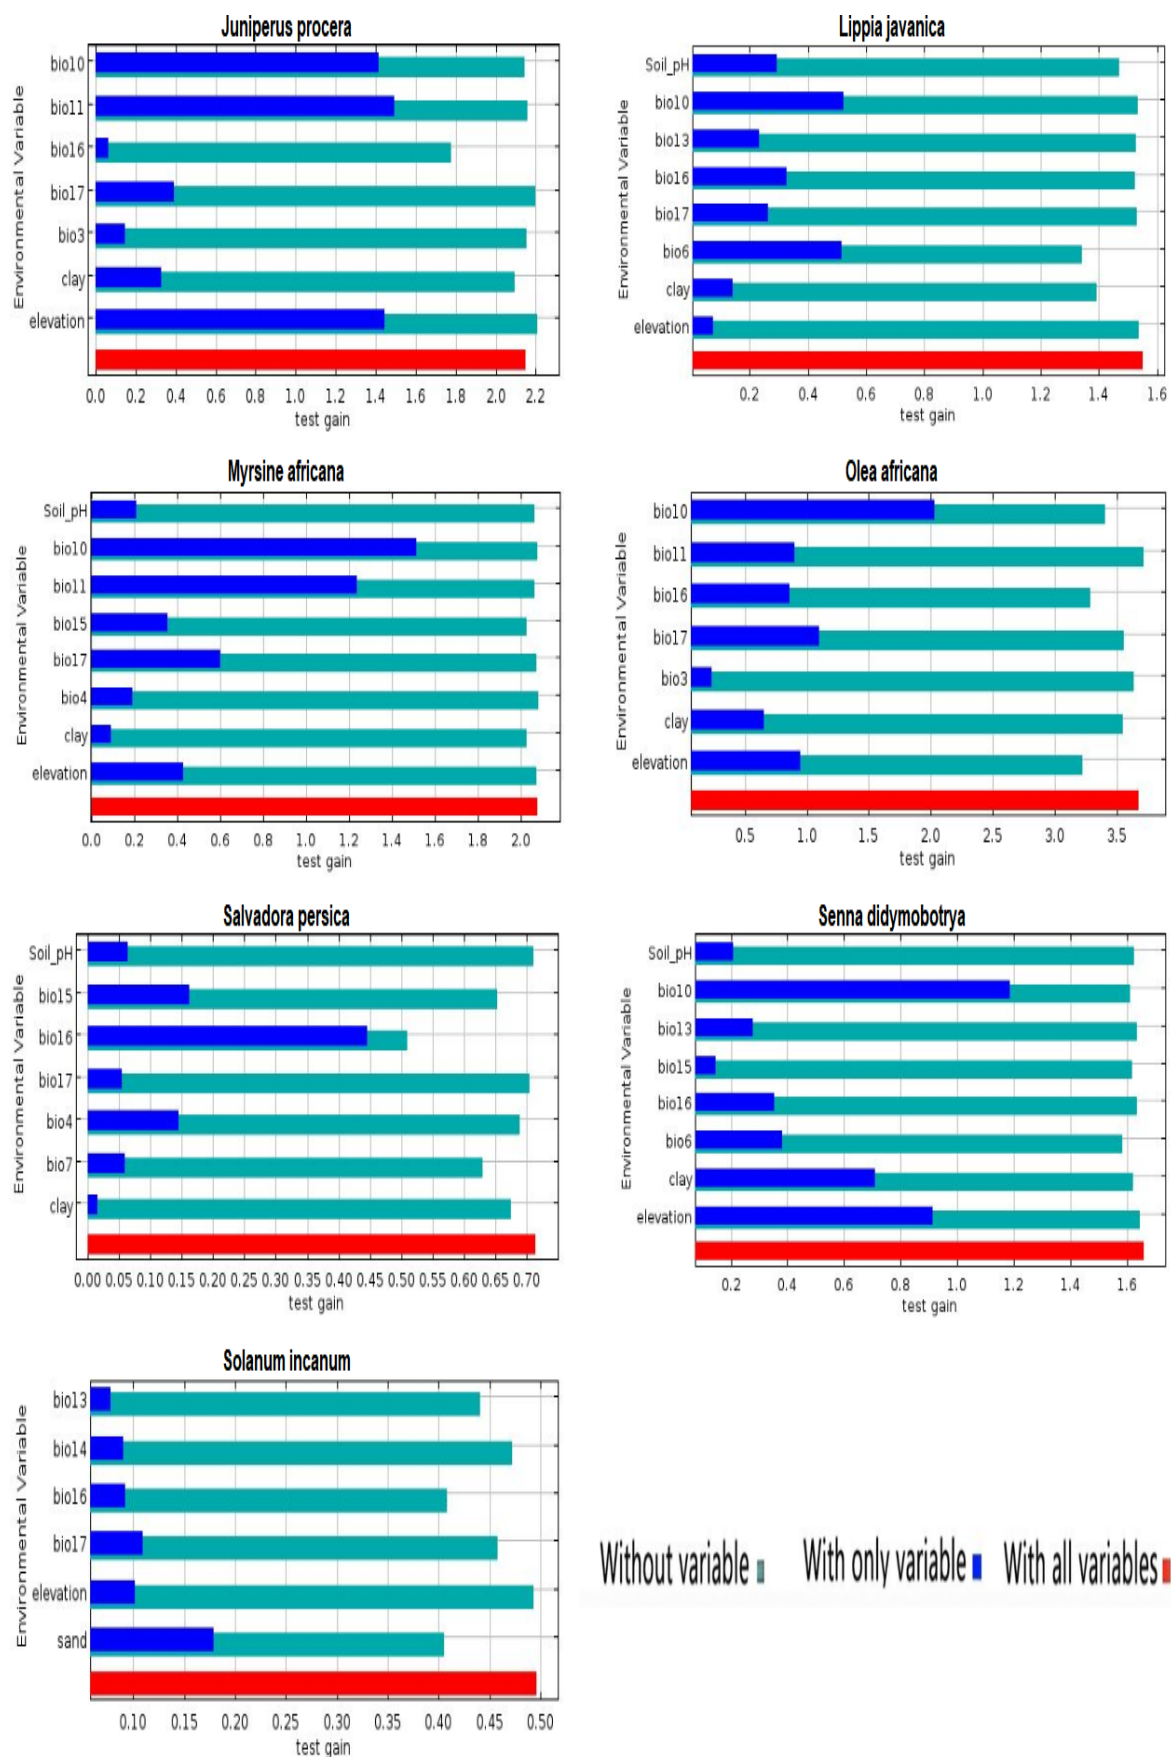 Juniperus procera
Environmental Variable
bio10
bio11
bio16
bio17
bio3
clay
elevation
0.0 0.2 0.4 0.6 0.8 1.0 1.2 1.4 1.6 1.8 2.0 2.2
test gain
Lippia javanica
Environmental Variable
Soil_pH
bio10
bio13
bio16
bio17
bio6
clay
elevation
0.2 0.4 0.6 0.8 1.0 1.2 1.4 1.6
test gain
Myrsine africana
Environmental Variable
Soil_pH
bio10
bio11
bio15
bio17
bio4
clay
elevation
0.0 0.2 0.4 0.6 0.8 1.0 1.2 1.4 1.6 1.8 2.0
test gain
Olea africana
Environmental Variable
bio10
bio11
bio16
bio17
bio3
clay
elevation
0.5 1.0 1.5 2.0 2.5 3.0 3.5
test gain
Salvadora persica
Environmental Variable
Soil_pH
bio15
bio16
bio17
bio4
bio7
clay
0.00 0.05 0.10 0.15 0.20 0.25 0.30 0.35 0.40 0.45 0.50 0.55 0.60 0.65 0.70
test gain
Senna didymobotrya
Environmental Variable
Soil_pH
bio10
bio13
bio15
bio16
bio6
clay
elevation
0.2 0.4 0.6 0.8 1.0 1.2 1.4 1.6
test gain
Solanum incanum
Environmental Variable
bio13
bio14
bio16
bio17
elevation
sand
0.10 0.15 0.20 0.25 0.30 0.35 0.40 0.45 0.50
test gain
Without variable With only variable With all variables